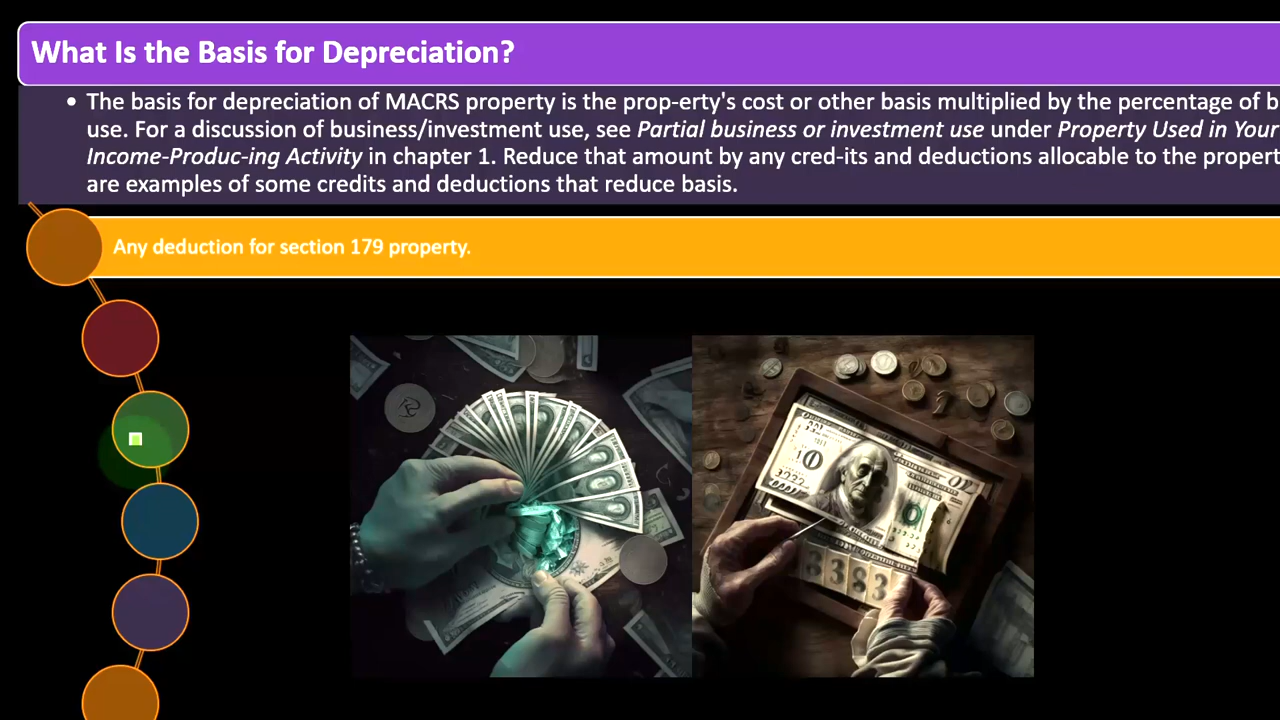 What Is the Basis for Depreciation?
• The basis for depreciation of MACRS property is the prop-erty's cost or other basis multiplied by the percentage of b
use. For a discussion of business/investment use, see Partial business or investment use under Property Used in Your
Income-Produc-ing Activity in chapter 1. Reduce that amount by any cred-its and deductions allocable to the propert
are examples of some credits and deductions that reduce basis.
Any deduction for section 179 property.